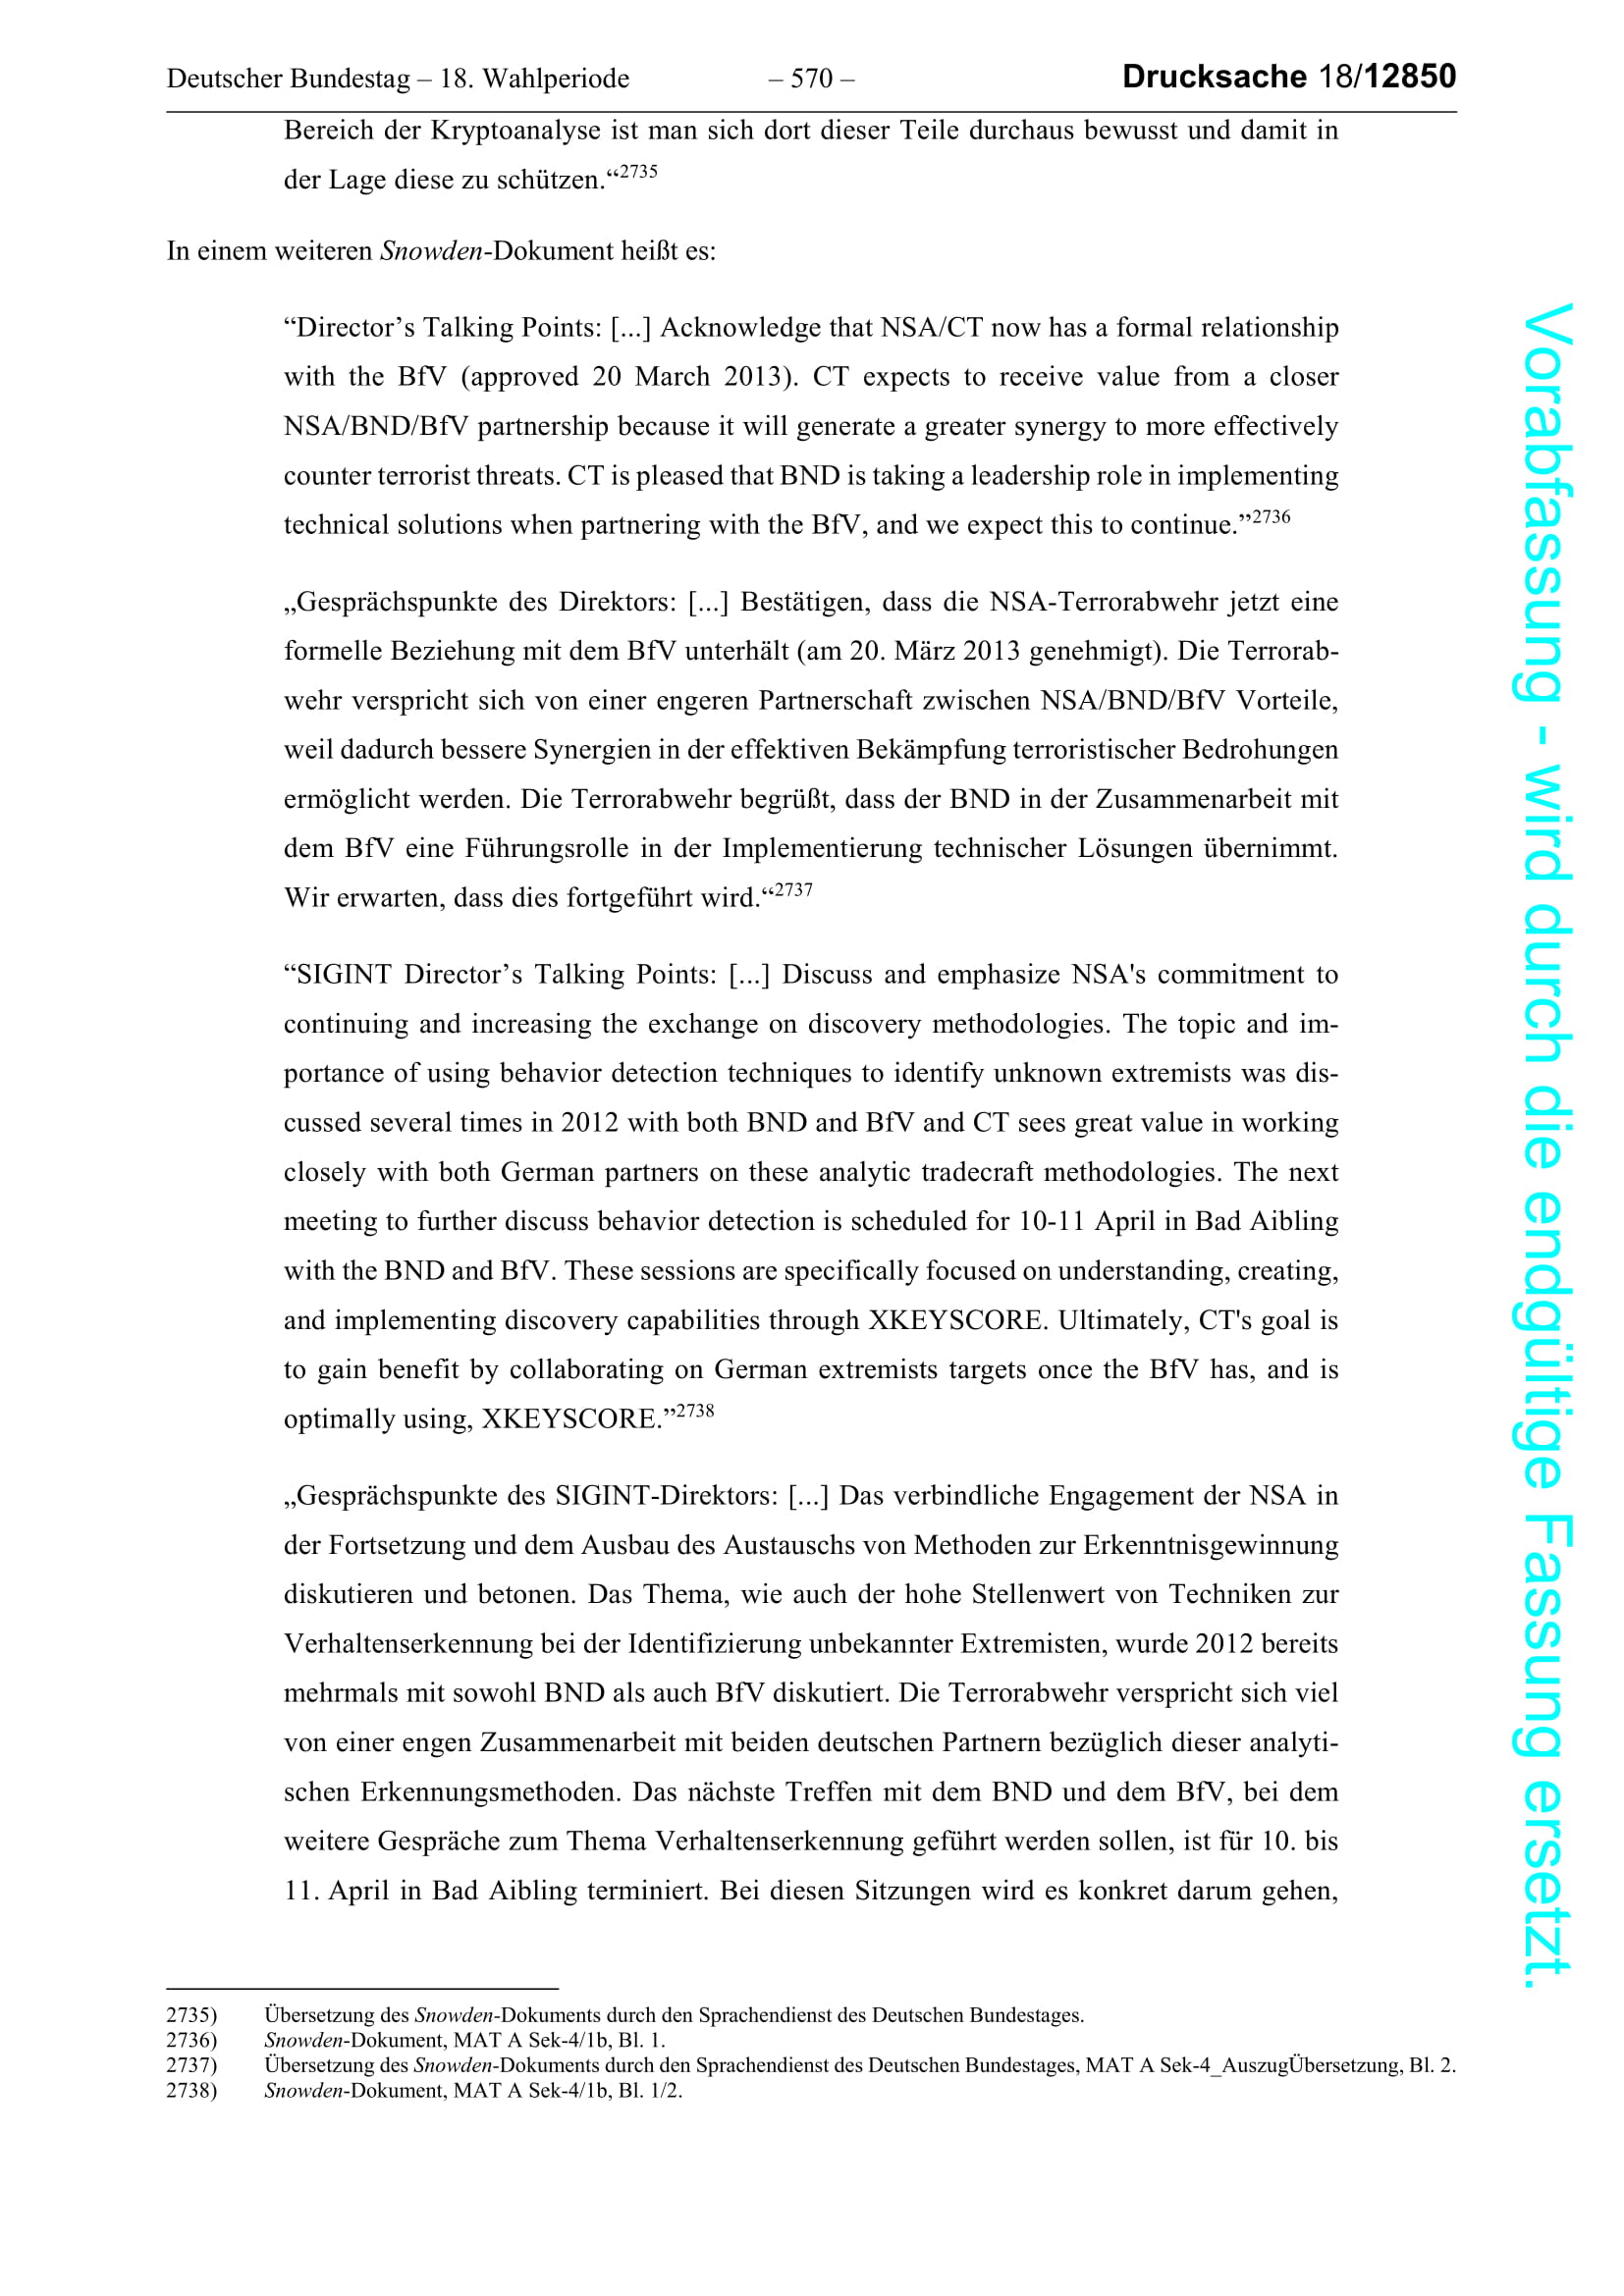 Deutscher Bundestag – 18. Wahlperiode – 570 – Drucksache 18/12850
Bereich der Kryptoanalyse ist man sich dort dieser Teile durchaus bewusst und damit in
der Lage diese zu schützen.“2735
In einem weiteren Snowden-Dokument heißt es:
“Director’s Talking Points: [...] Acknowledge that NSA/CT now has a formal relationship
with the BfV (approved 20 March 2013). CT expects to receive value from a closer
NSA/BND/BfV partnership because it will generate a greater synergy to more effectively
counter terrorist threats. CT is pleased that BND is taking a leadership role in implementing
technical solutions when partnering with the BfV, and we expect this to continue.”2736
„Gesprächspunkte des Direktors: [...] Bestätigen, dass die NSA-Terrorabwehr jetzt eine
formelle Beziehung mit dem BfV unterhält (am 20. März 2013 genehmigt). Die Terrorab-
wehr verspricht sich von einer engeren Partnerschaft zwischen NSA/BND/BfV Vorteile,
weil dadurch bessere Synergien in der effektiven Bekämpfung terroristischer Bedrohungen
ermöglicht werden. Die Terrorabwehr begrüßt, dass der BND in der Zusammenarbeit mit
dem BfV eine Führungsrolle in der Implementierung technischer Lösungen übernimmt.
Wir erwarten, dass dies fortgeführt wird.“2737
“SIGINT Director’s Talking Points: [...] Discuss and emphasize NSA's commitment to
continuing and increasing the exchange on discovery methodologies. The topic and im-
portance of using behavior detection techniques to identify unknown extremists was dis-
cussed several times in 2012 with both BND and BfV and CT sees great value in working
closely with both German partners on these analytic tradecraft methodologies. The next
meeting to further discuss behavior detection is scheduled for 10-11 April in Bad Aibling
with the BND and BfV. These sessions are specifically focused on understanding, creating,
and implementing discovery capabilities through XKEYSCORE. Ultimately, CT's goal is
to gain benefit by collaborating on German extremists targets once the BfV has, and is
optimally using, XKEYSCORE.”2738
„Gesprächspunkte des SIGINT-Direktors: [...] Das verbindliche Engagement der NSA in
der Fortsetzung und dem Ausbau des Austauschs von Methoden zur Erkenntnisgewinnung
diskutieren und betonen. Das Thema, wie auch der hohe Stellenwert von Techniken zur
Verhaltenserkennung bei der Identifizierung unbekannter Extremisten, wurde 2012 bereits
mehrmals mit sowohl BND als auch BfV diskutiert. Die Terrorabwehr verspricht sich viel
von einer engen Zusammenarbeit mit beiden deutschen Partnern bezüglich dieser analyti-
schen Erkennungsmethoden. Das nächste Treffen mit dem BND und dem BfV, bei dem
weitere Gespräche zum Thema Verhaltenserkennung geführt werden sollen, ist für 10. bis
11. April in Bad Aibling terminiert. Bei diesen Sitzungen wird es konkret darum gehen,
2735) Übersetzung des Snowden-Dokuments durch den Sprachendienst des Deutschen Bundestages.
2736) Snowden-Dokument, MAT A Sek-4/1b, Bl. 1.
2737) Übersetzung des Snowden-Dokuments durch den Sprachendienst des Deutschen Bundestages, MAT A Sek-4_AuszugÜbersetzung, Bl. 2.
2738) Snowden-Dokument, MAT A Sek-4/1b, Bl. 1/2.
Vorabfassung - wird durch die endgültige Fassung ersetzt.